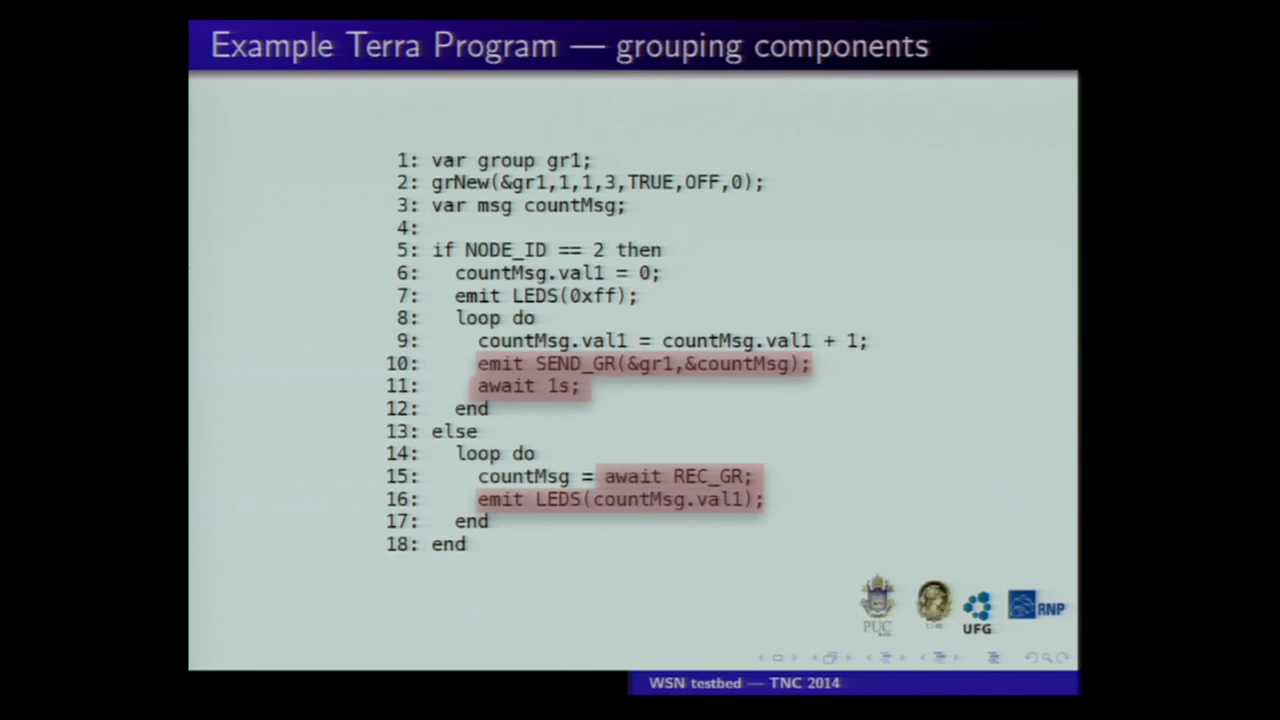 Example Terra Program — grouping components
1: var group gr1;
2: grNew(&gr1,1,1,3,TRUE,OFF,0);
3: var msg countMsg;
4:
5: if NODE_ID == 2 then
6: countMsg.val1 = 0;
7: emit LEDS(0xff);
8: loop do
9: countMsg.val1 = countMsg.val1 + 1;
10: emit SEND_GR(&gr1,&countMsg);
11: await 1s;
12: end
13: else
14: loop do
15: countMsg = await REC_GR;
16: emit LEDS(countMsg.val1);
17: end
18: end
PUC
UFG
RNP
WSN testbed — TNC 2014